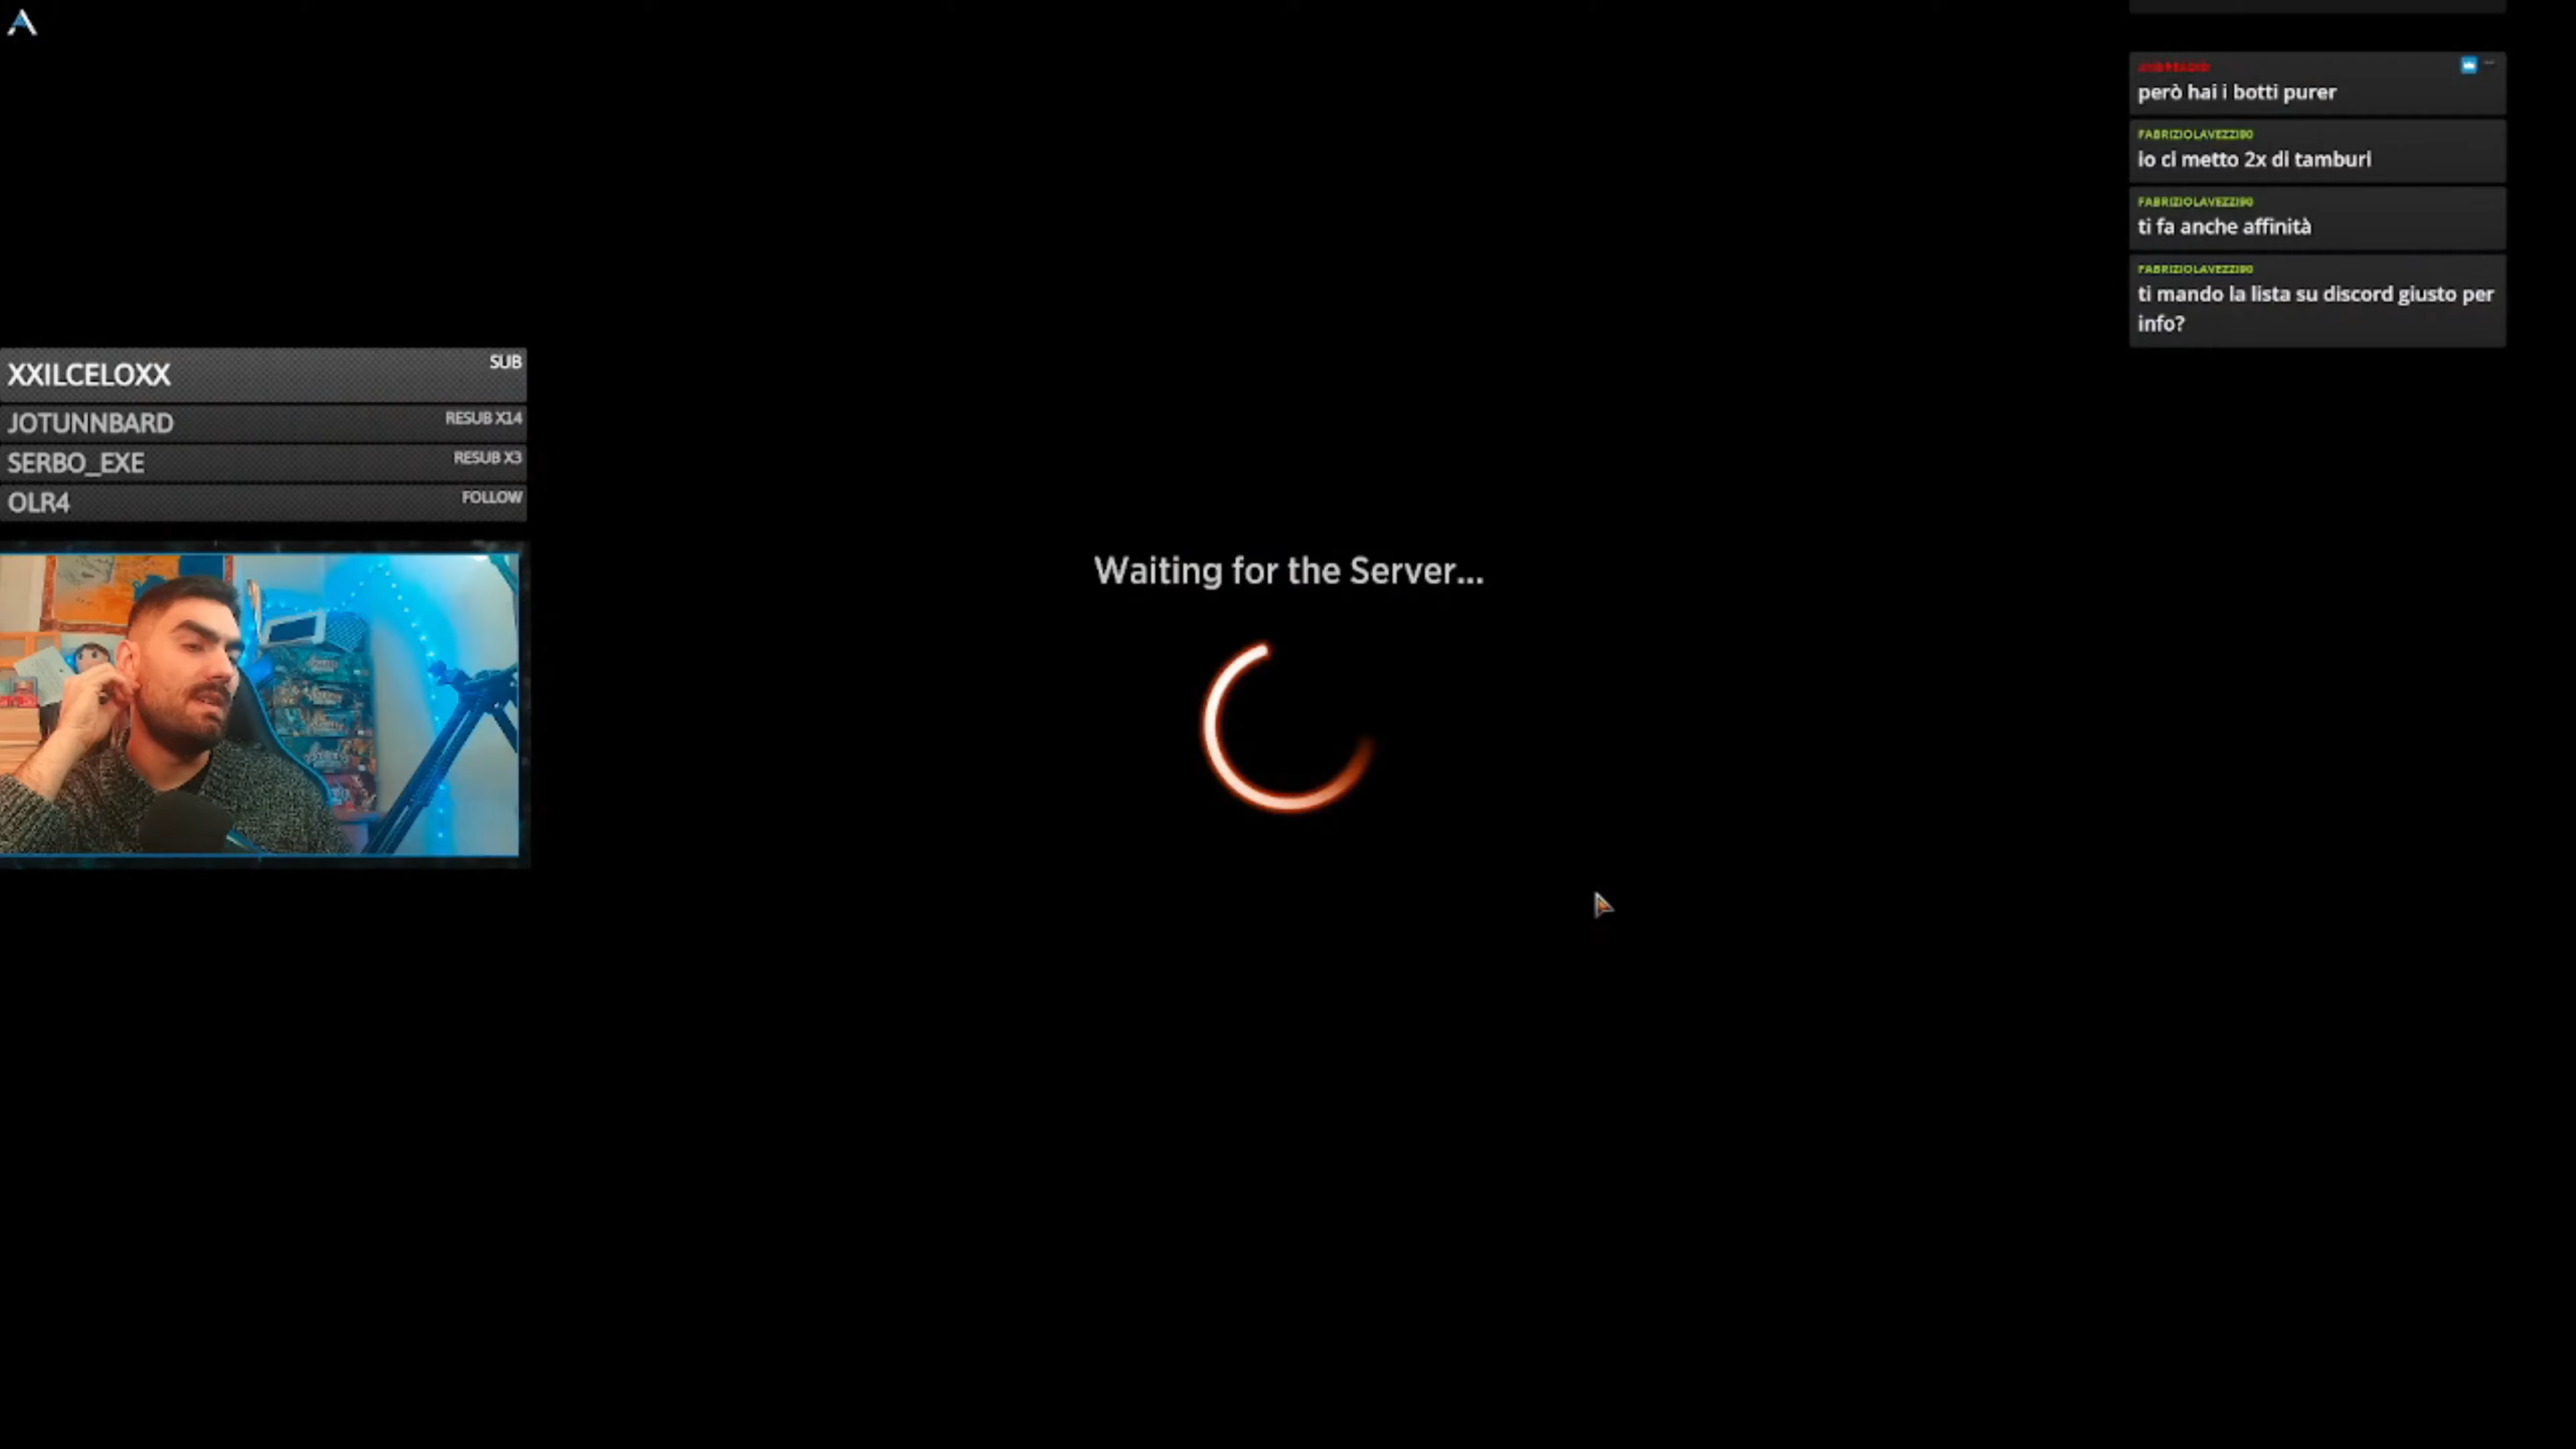 però hai i botti purer
FABRIZIOLAVEZZI90
io ci metto 2x di tamburi
FABRIZIOLAVEZZI90
ti fa anche affinità
FABRIZIOLAVEZZI90
ti mando la lista su discord giusto per
info?
XXILCELOXX SUB
JOTUNNBARD RESUB X14
SERBO_EXE RESUB X3
OLR4 FOLLOW
Waiting for the Server...